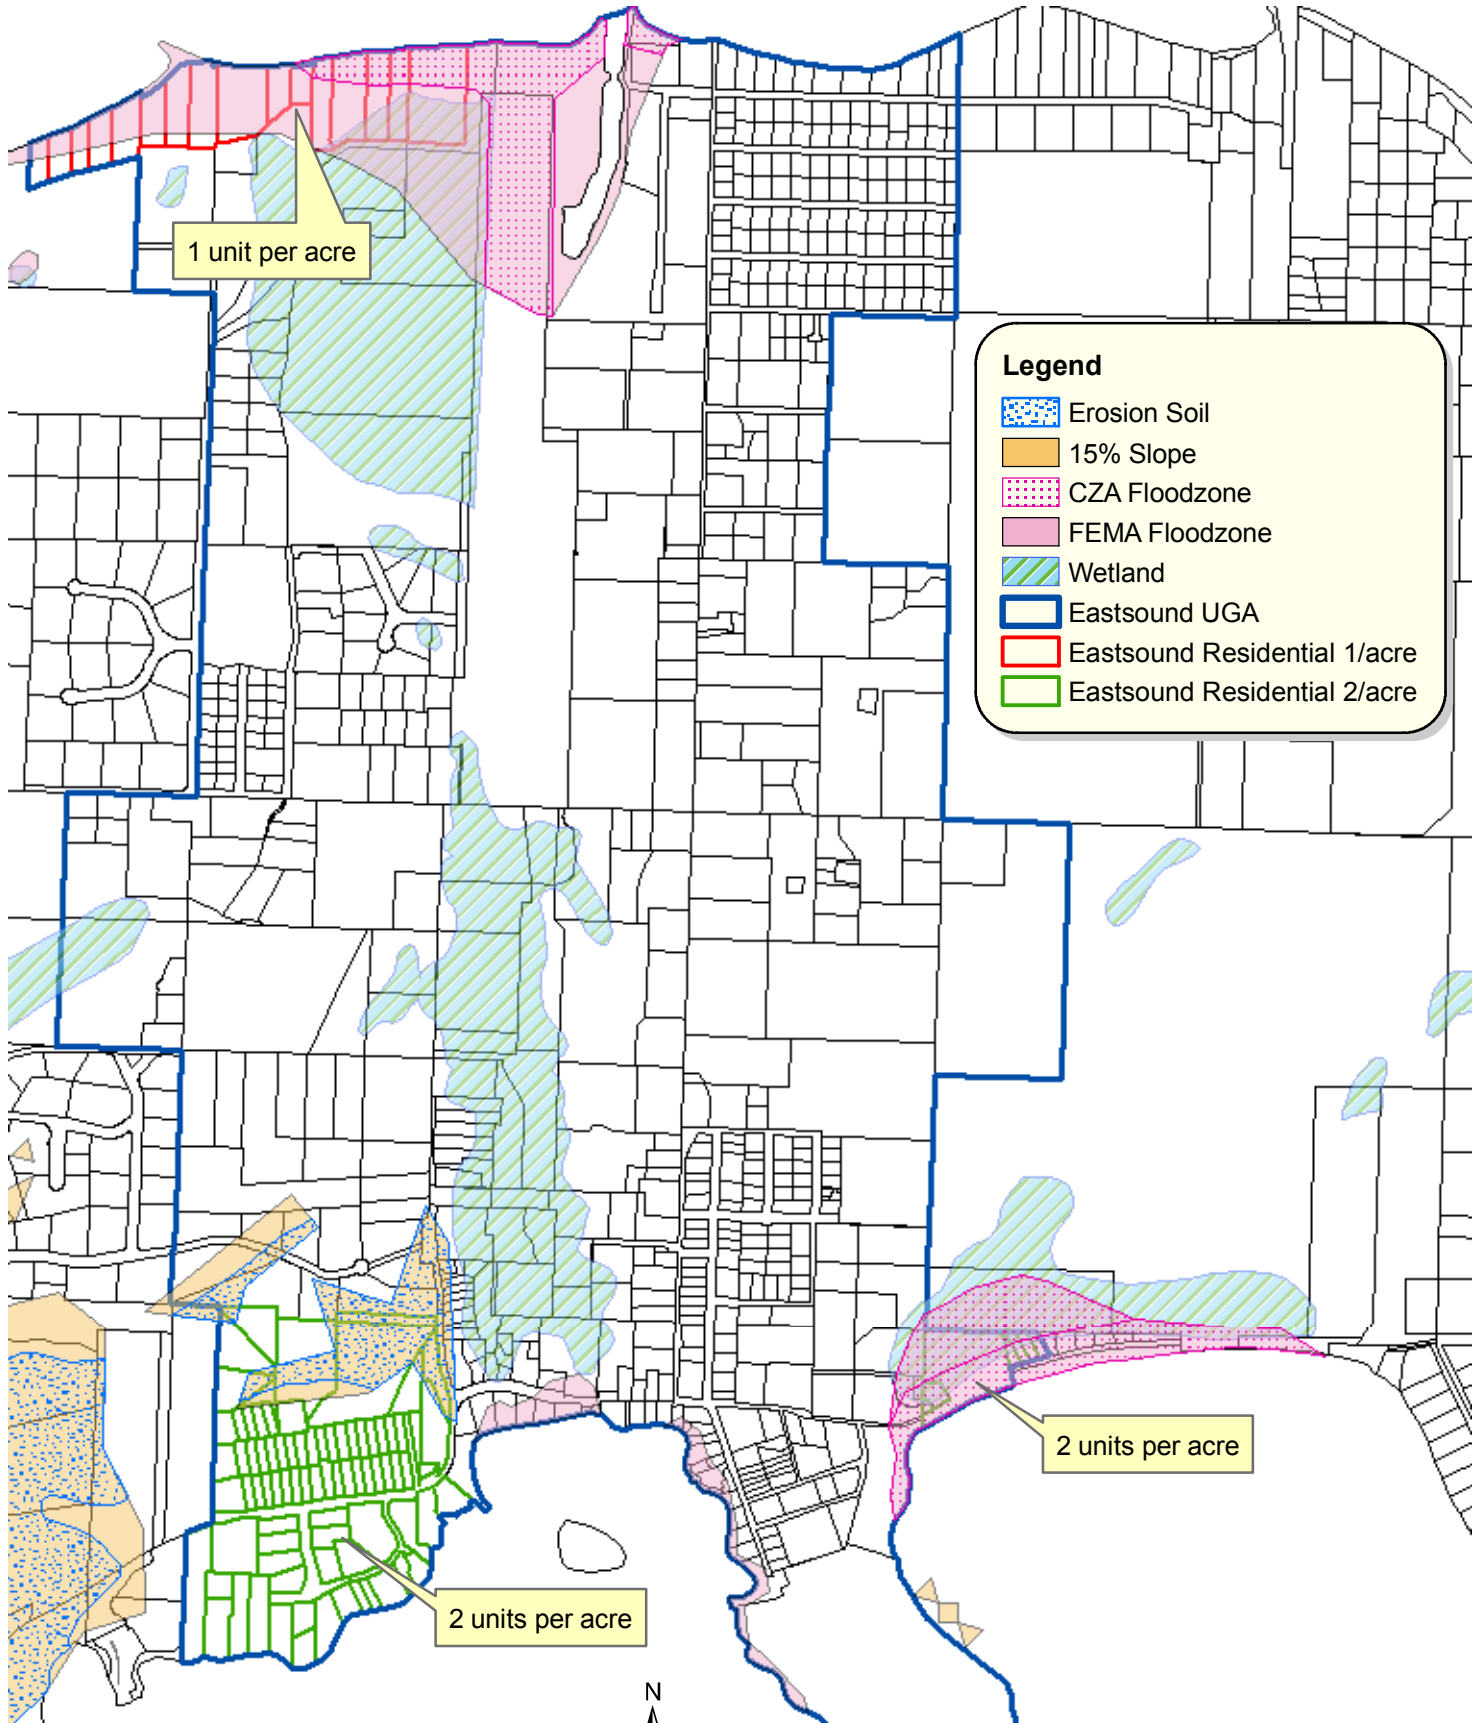 1 unit per acre
Legend
Erosion Soil
15% Slope
CZA Floodzone
FEMA Floodzone
Wetland
Eastsound UGA
Eastsound Residential 1/acre
Eastsound Residential 2/acre
2 units per acre
2 units per acre
N